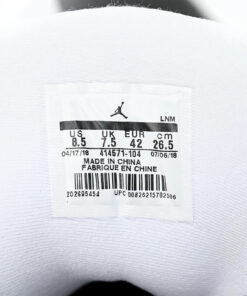 LNM
US UK EUR cm
8.5 7.5 42 26.5
04/17/18 414571-104 07/06/18
MADE IN CHINA
FABRIQUE EN CHINE
202695454 UPC